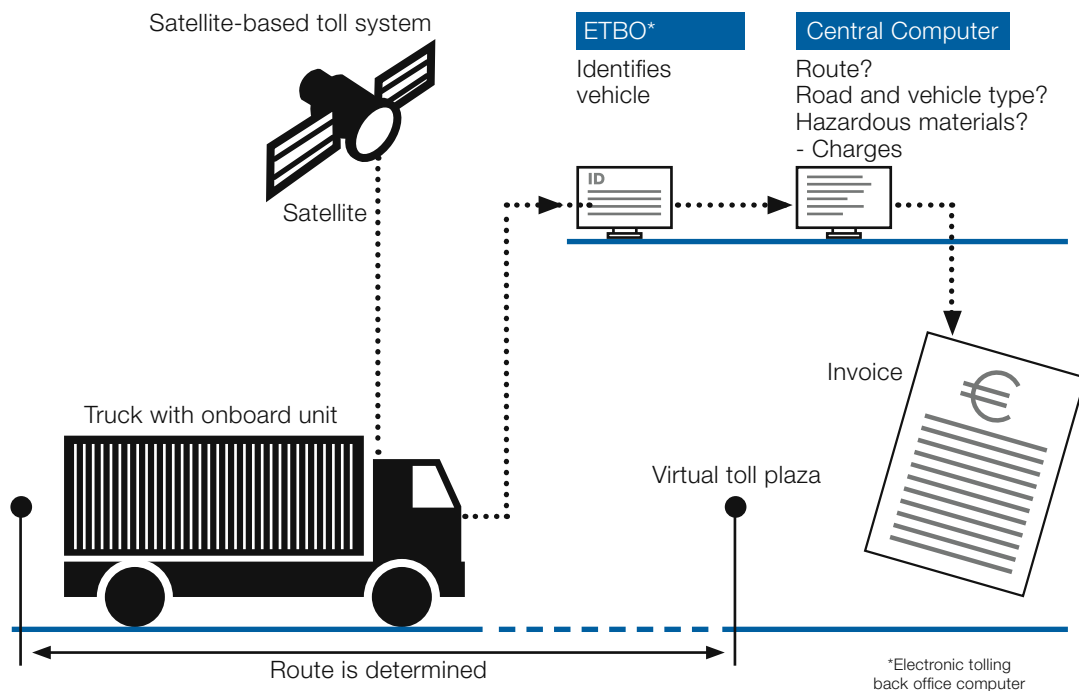 Satellite-based toll system
ETBO*
Identifies
vehicle
Central Computer
Route?
Road and vehicle type?
Hazardous materials?
- Charges
ID
Satellite
Invoice
€
Truck with onboard unit
Virtual toll plaza
Route is determined
*Electronic tolling
back office computer